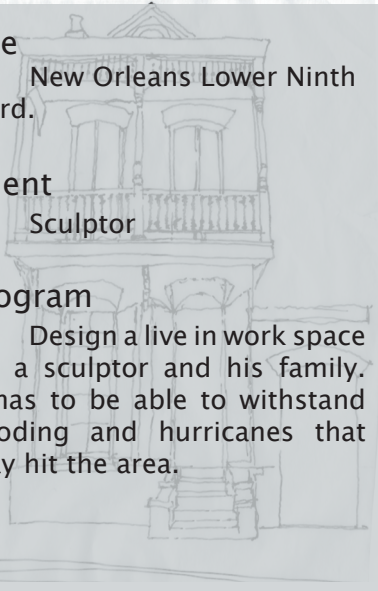 e
New Orleans Lower Ninth
rd.
ent
Sculptor
ogram
Design a live in work space
a sculptor and his family.
has to be able to withstand
ooding and hurricanes that
y hit the area.